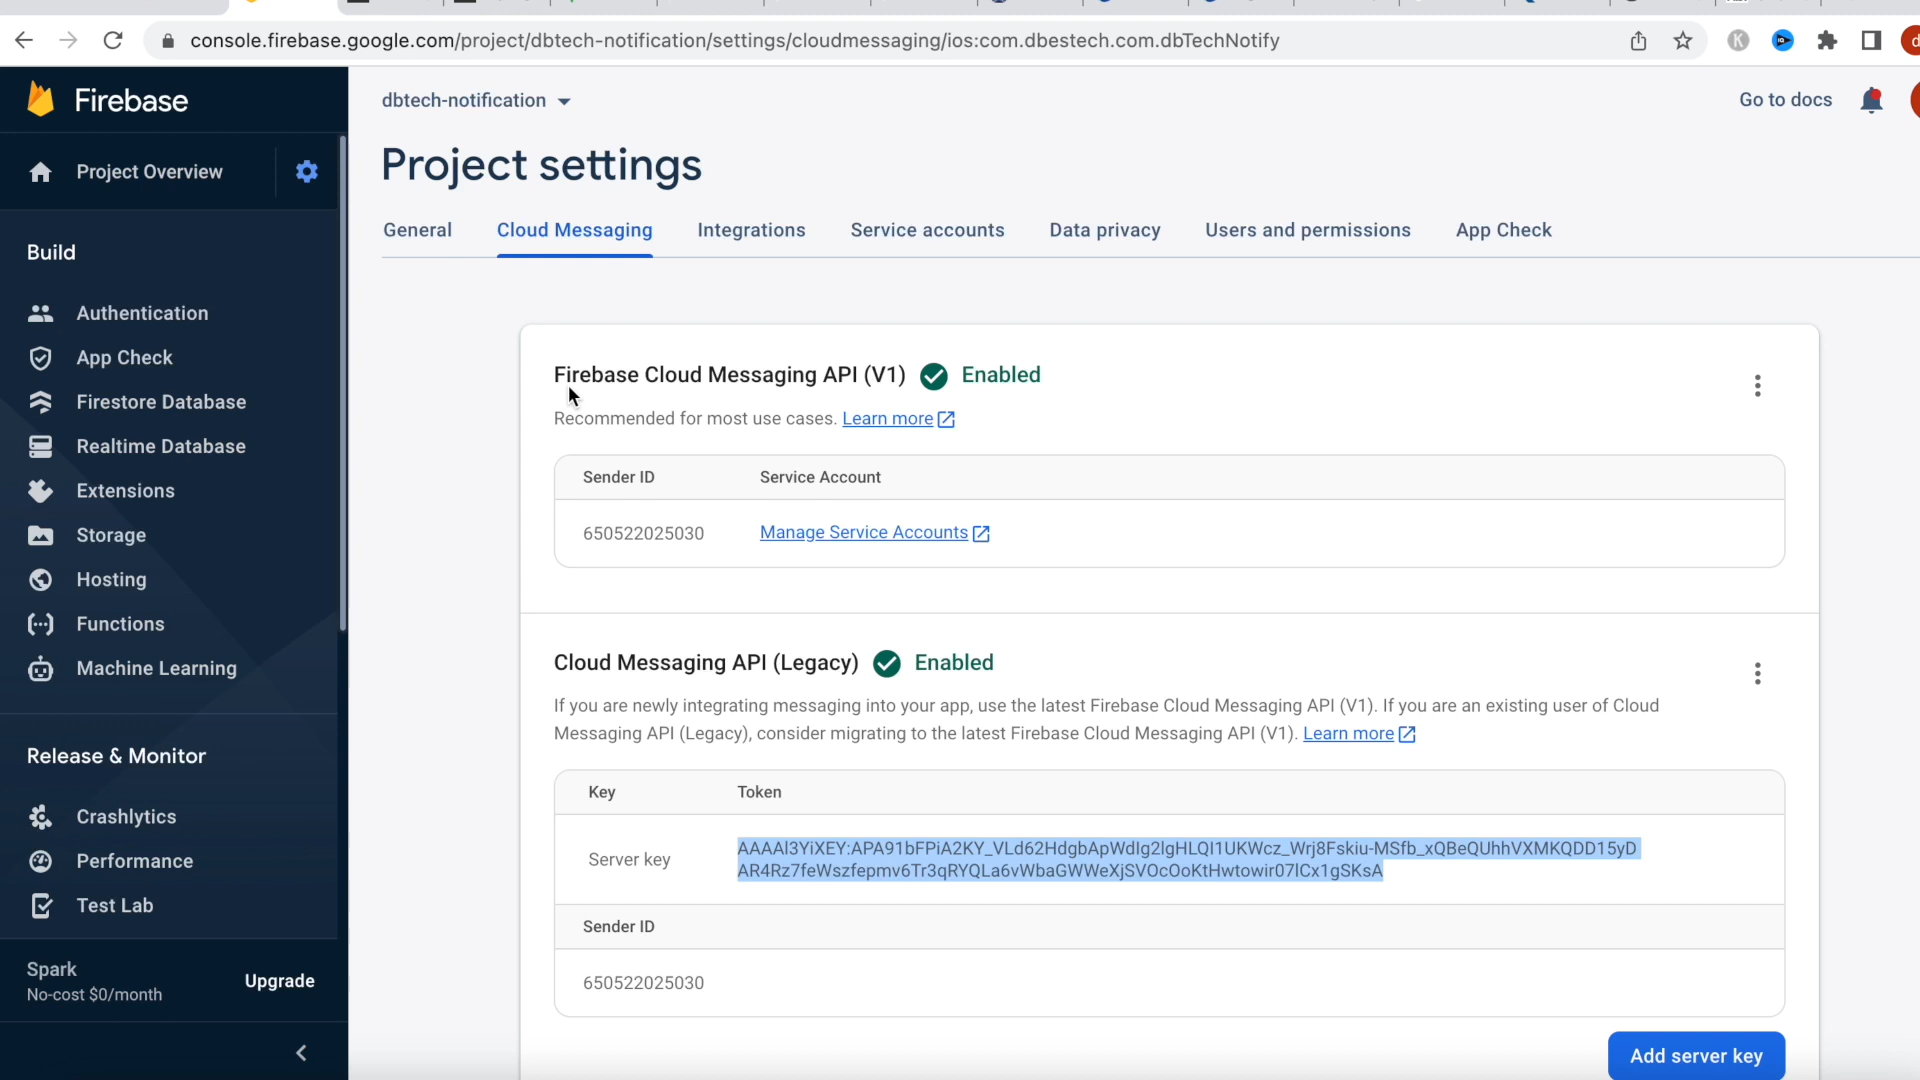 console.firebase.google.com/project/dbtech-notification/settings/cloudmessaging/ios:com.dbestech.com.dbTechNotify
Firebase
dbtech-notification
Go to docs
Project Overview
Project settings
General Cloud Messaging Integrations Service accounts Data privacy Users and permissions App Check
Build
Authentication
App Check
Firestore Database
Realtime Database
Extensions
Storage
Hosting
Functions
Machine Learning
Release & Monitor
Crashlytics
Performance
Test Lab
Spark
No-cost $0/month
Upgrade
Firebase Cloud Messaging API (V1) Enabled
Recommended for most use cases. Learn more
Sender ID Service Account
650522025030 Manage Service Accounts
Cloud Messaging API (Legacy) Enabled
If you are newly integrating messaging into your app, use the latest Firebase Cloud Messaging API (V1). If you are an existing user of Cloud
Messaging API (Legacy), consider migrating to the latest Firebase Cloud Messaging API (V1). Learn more
Key Token
Server key
AAAAl3YiXEY:APA91bFPiA2KY_VLd62HdgbApWdIg2lgHLQI1UKWcz_Wrj8Fskiu-MSfb_xQBeQUhhVXMKQDD15yD
AR4Rz7feWszfepmv6Tr3qRYQLa6vWbaGWWeXjSVOcOoKtHwtowir07lCx1gSKsA
Sender ID
650522025030
Add server key